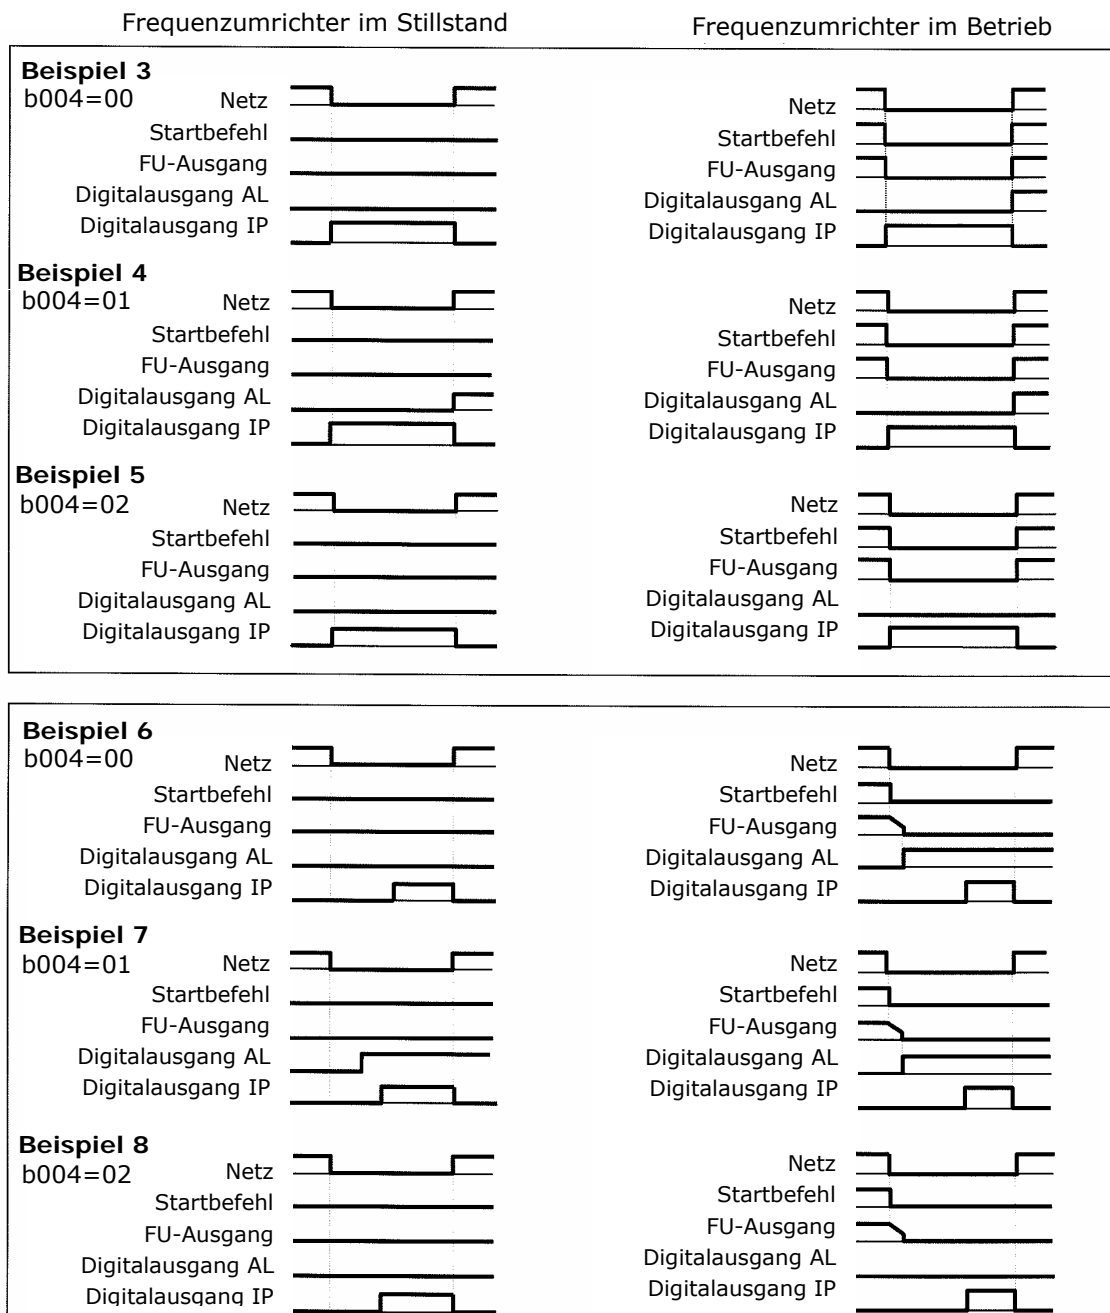 Frequenzumrichter im Stillstand Frequenzumrichter im Betrieb
Beispiel 3
b004=00 Netz Netz
Startbefehl Startbefehl
FU-Ausgang FU-Ausgang
Digitalausgang AL Digitalausgang AL
Digitalausgang IP Digitalausgang IP
Beispiel 4
b004=01 Netz Netz
Startbefehl Startbefehl
FU-Ausgang FU-Ausgang
Digitalausgang AL Digitalausgang AL
Digitalausgang IP Digitalausgang IP
Beispiel 5
b004=02 Netz Netz
Startbefehl Startbefehl
FU-Ausgang FU-Ausgang
Digitalausgang AL Digitalausgang AL
Digitalausgang IP Digitalausgang IP
Beispiel 6
b004=00 Netz Netz
Startbefehl Startbefehl
FU-Ausgang FU-Ausgang
Digitalausgang AL Digitalausgang AL
Digitalausgang IP Digitalausgang IP
Beispiel 7
b004=01 Netz Netz
Startbefehl Startbefehl
FU-Ausgang FU-Ausgang
Digitalausgang AL Digitalausgang AL
Digitalausgang IP Digitalausgang IP
Beispiel 8
b004=02 Netz Netz
Startbefehl Startbefehl
FU-Ausgang FU-Ausgang
Digitalausgang AL Digitalausgang AL
Digitalausgang IP Digitalausgang IP